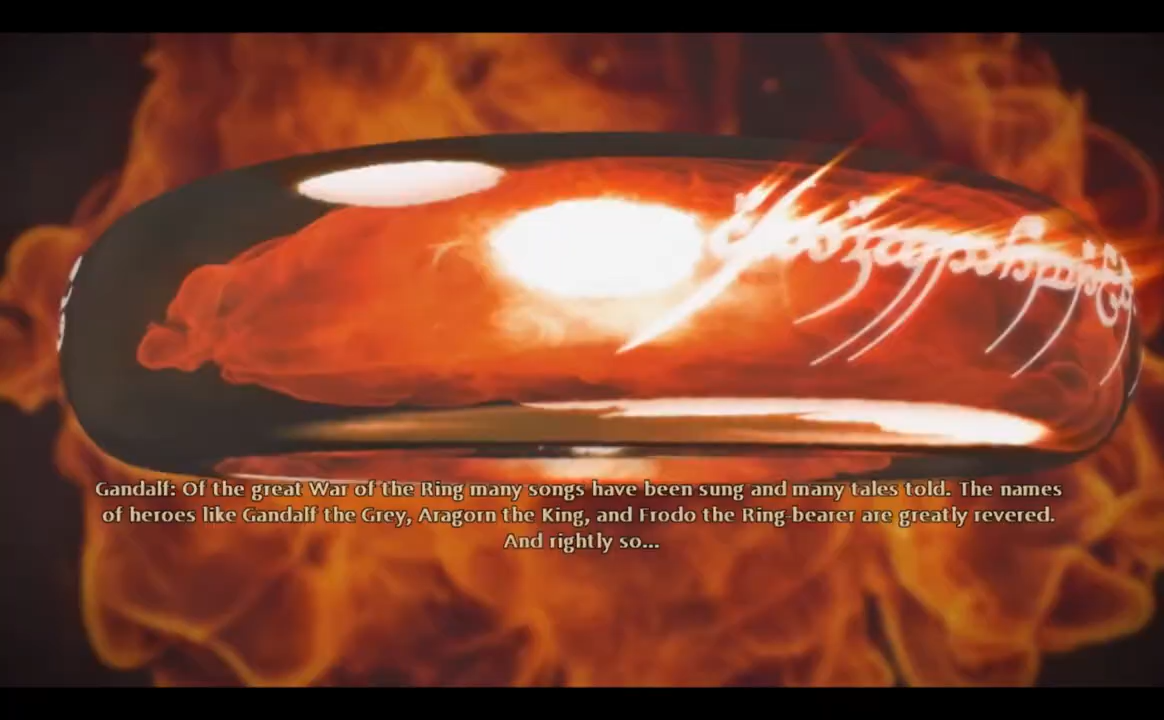 Gandalf: Of the great War of the Ring many songs have been sung and many tales told. The names
of heroes like Gandalf the Grey, Aragorn the King, and Frodo the Ring-bearer are greatly revered.
And rightly so...